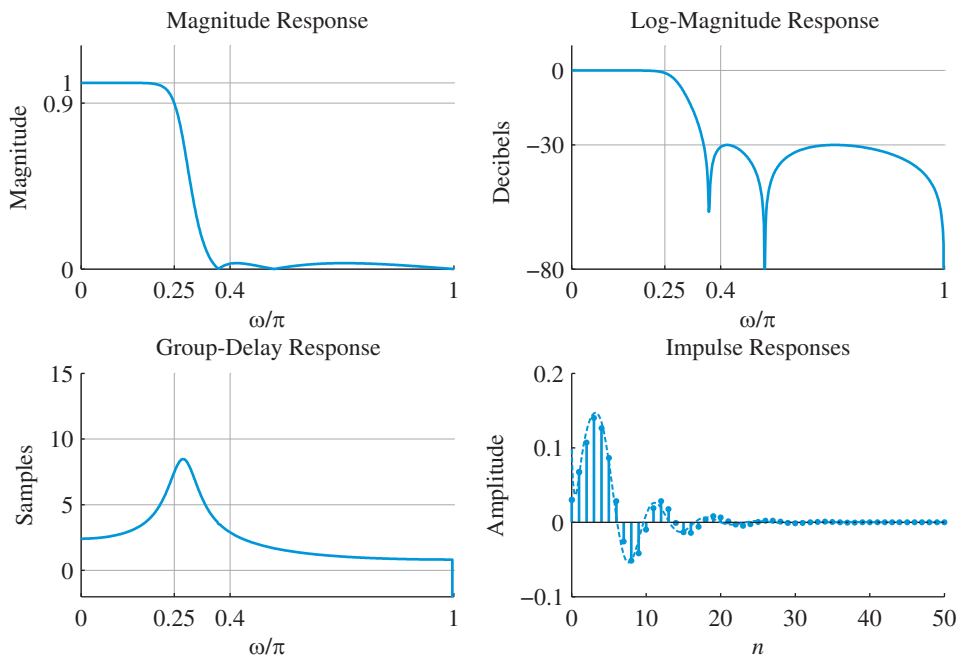 Magnitude Response
1
0.9
0
Magnitude
0
0.25
0.4
1
ω/π
Log-Magnitude Response
0
−30
−80
Decibels
0
0.25
0.4
1
ω/π
Group-Delay Response
15
10
5
0
Samples
0
0.25
0.4
1
ω/π
Impulse Responses
0.2
0.1
0
−0.1
Amplitude
0
10
20
30
40
50
n